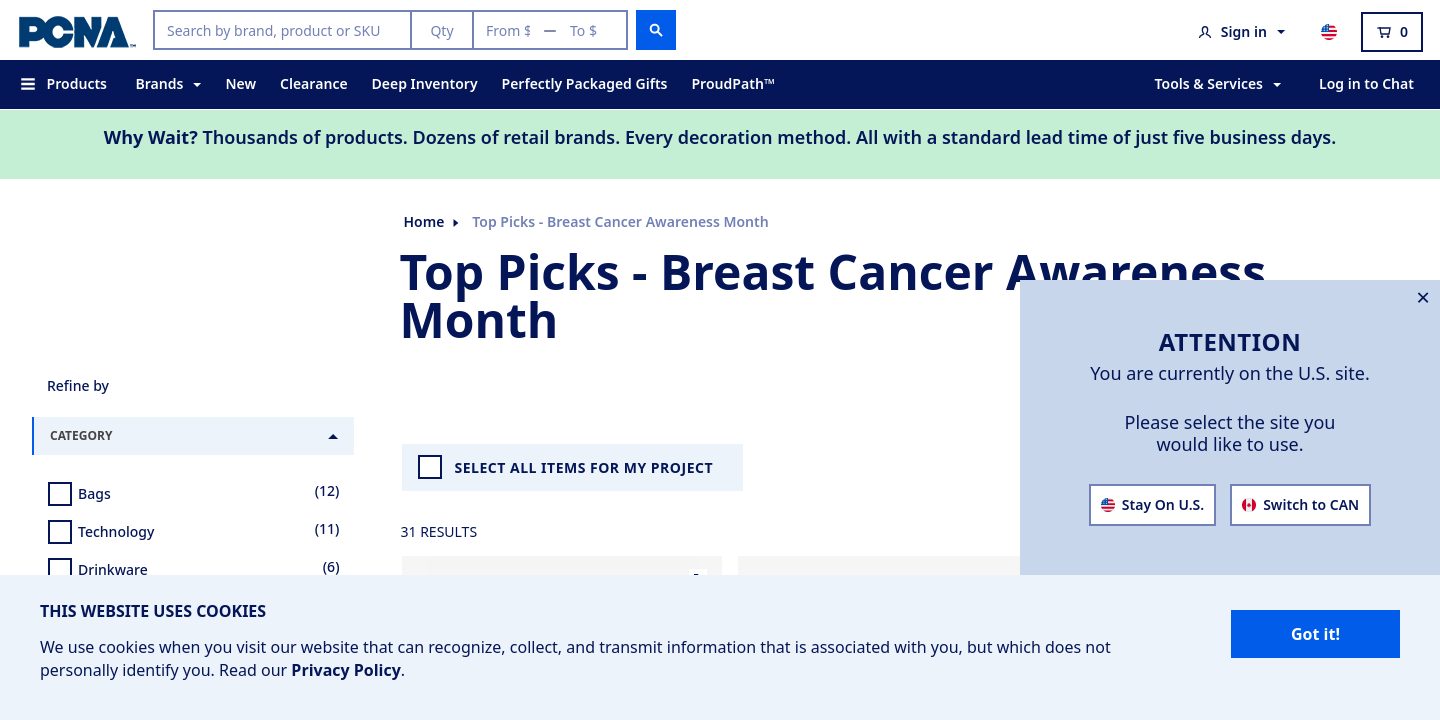 PCNA™
Search by brand, product or SKU
Qty
From $
To $
Sign in
0
Products
Brands
New
Clearance
Deep Inventory
Perfectly Packaged Gifts
ProudPath™
Tools & Services
Log in to Chat
Why Wait? Thousands of products. Dozens of retail brands. Every decoration method. All with a standard lead time of just five business days.
Home
Top Picks - Breast Cancer Awareness Month
Top Picks - Breast Cancer Awareness
Month
ATTENTION
You are currently on the U.S. site.
Please select the site you
would like to use.
Stay On U.S.
Switch to CAN
Refine by
CATEGORY
Bags
(12)
Technology
(11)
Drinkware
(6)
SELECT ALL ITEMS FOR MY PROJECT
31 RESULTS
THIS WEBSITE USES COOKIES
We use cookies when you visit our website that can recognize, collect, and transmit information that is associated with you, but which does not
personally identify you. Read our Privacy Policy.
Got it!